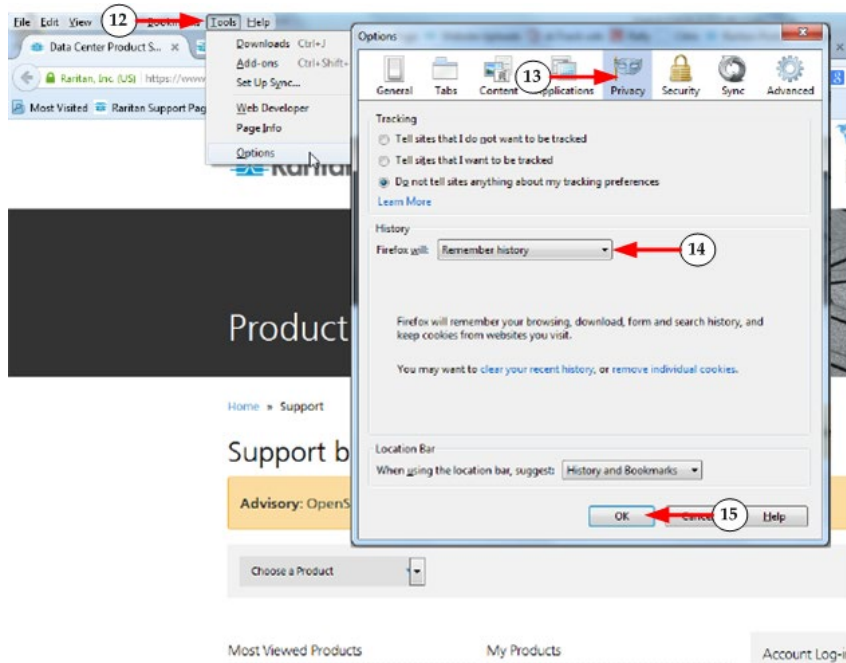 File Edit View Tools Help
12
Data Center Product S... ×
Raritan, Inc. (US) https://www
Most Visited Raritan Support Pag
Downloads Ctrl+J
Add-ons Ctrl+Shift+
Set Up Sync...
Web Developer
Page Info
Options
Options
13
General Tabs Content Applications Privacy Security Sync Advanced
Tracking
Tell sites that I do not want to be tracked
Tell sites that I want to be tracked
Do not tell sites anything about my tracking preferences
Learn More
History
Firefox will: Remember history
14
Firefox will remember your browsing, download, form and search history, and
keep cookies from websites you visit.
You may want to clear your recent history, or remove individual cookies.
Location Bar
When using the location bar, suggest: History and Bookmarks
OK Cancel Help
15
Product
Home » Support
Support b
Advisory: OpenS
Choose a Product
Most Viewed Products My Products Account Log-i